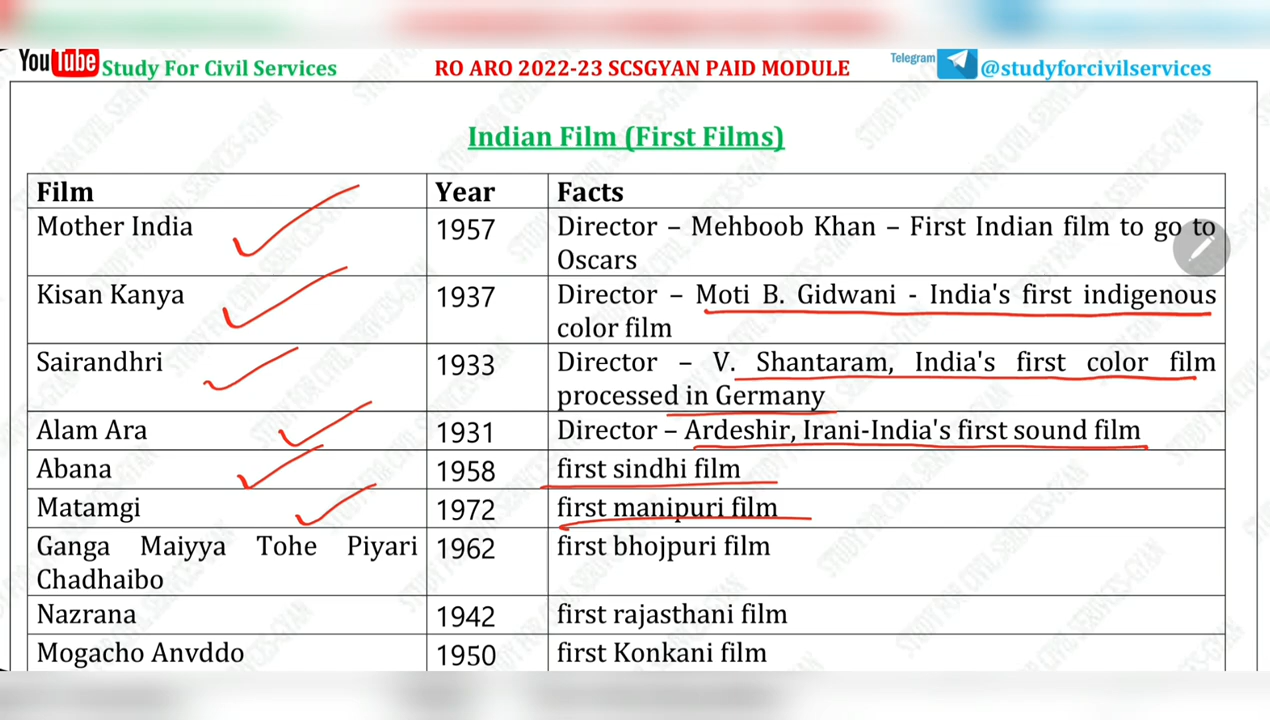 YouTube Study For Civil Services RO ARO 2022-23 SCSGYAN PAID MODULE Telegram @studyforcivilservices
Indian Film (First Films)
Film Year Facts
Mother India 1957 Director – Mehboob Khan – First Indian film to go to
Oscars
Kisan Kanya 1937 Director – Moti B. Gidwani - India's first indigenous
color film
Sairandhri 1933 Director – V. Shantaram, India's first color film
processed in Germany
Alam Ara 1931 Director – Ardeshir, Irani-India's first sound film
Abana 1958 first sindhi film
Matamgi 1972 first manipuri film
Ganga Maiyya Tohe Piyari 1962 first bhojpuri film
Chadhaibo
Nazrana 1942 first rajasthani film
Mogacho Anvddo 1950 first Konkani film